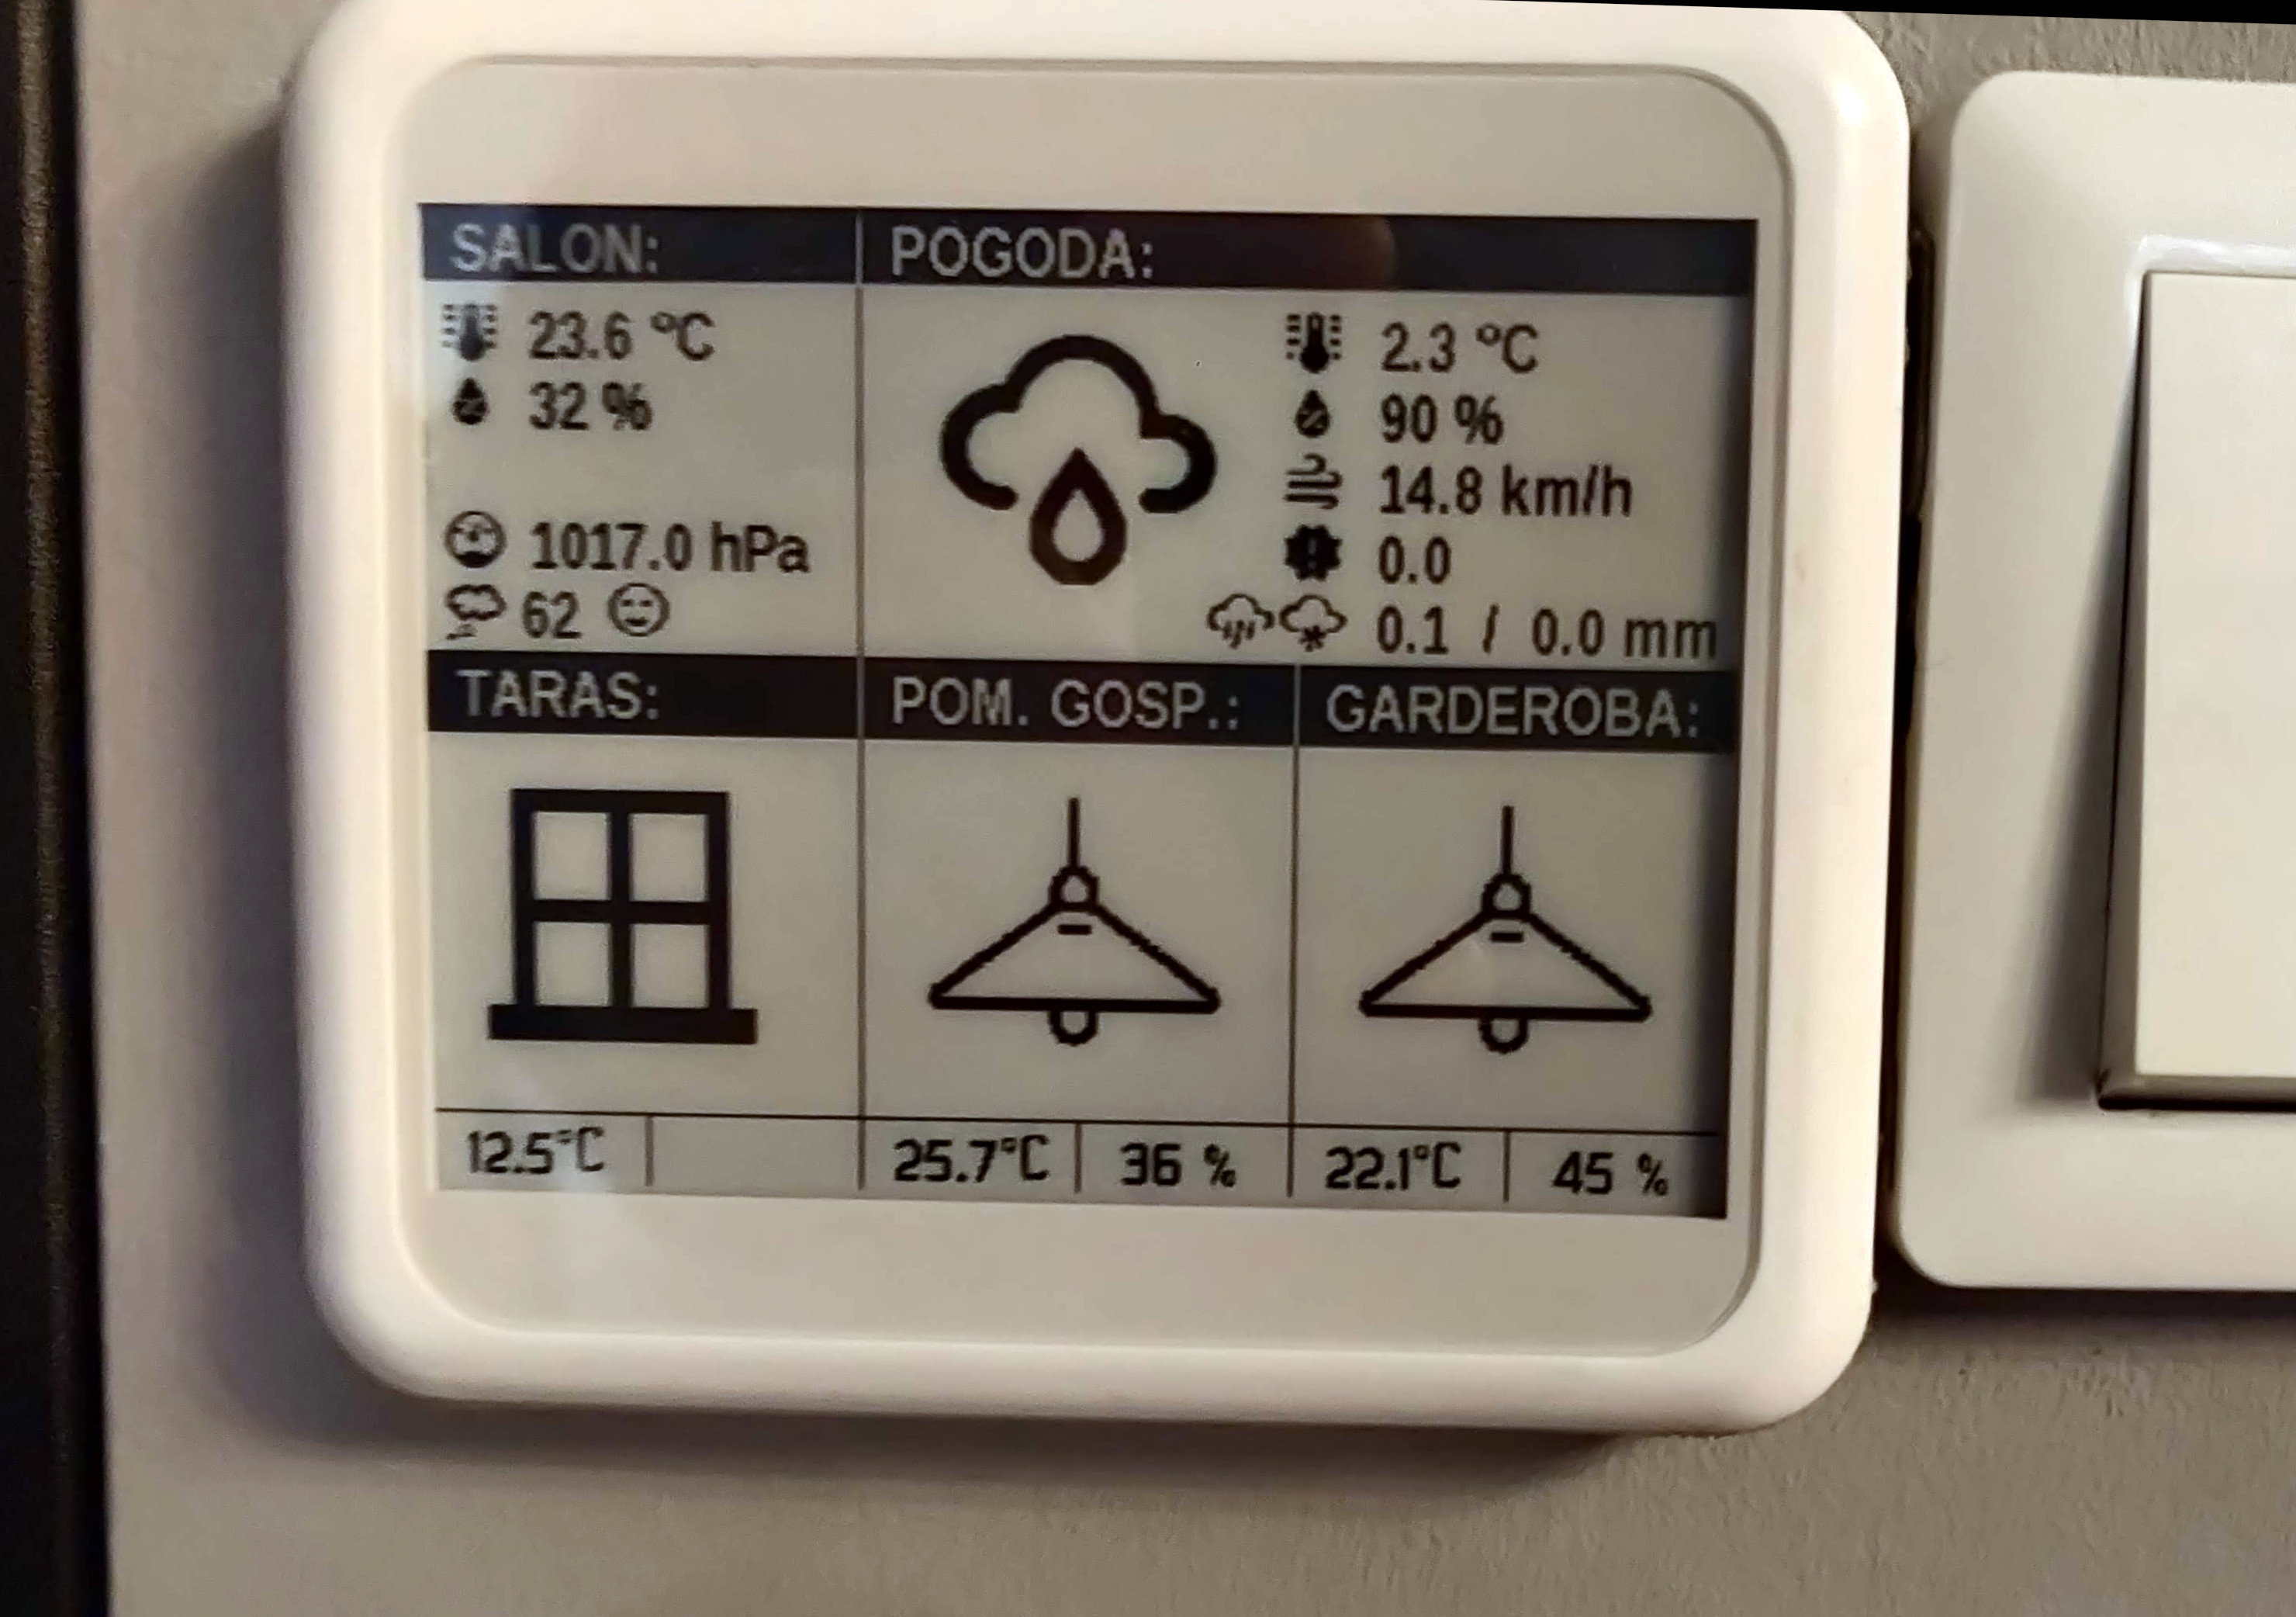 SALON:
23.6 °C
32 %
1017.0 hPa
62
POGODA:
2.3 °C
90 %
14.8 km/h
0.0
0.1 / 0.0 mm
TARAS:
12.5°C
POM. GOSP.:
25.7°C 36 %
GARDEROBA:
22.1°C 45 %